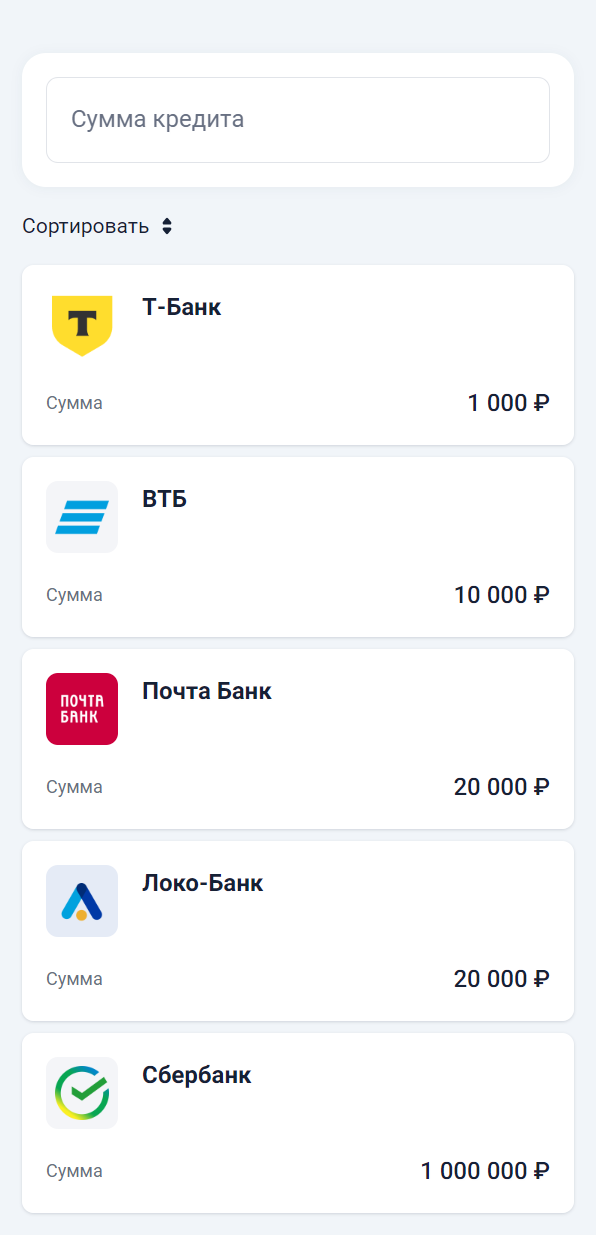 Сумма кредита
Сортировать
Т-Банк
Сумма
1 000 ₽
ВТБ
Сумма
10 000 ₽
ПОЧТА
БАНК
Почта Банк
Сумма
20 000 ₽
Локо-Банк
Сумма
20 000 ₽
Сбербанк
Сумма
1 000 000 ₽